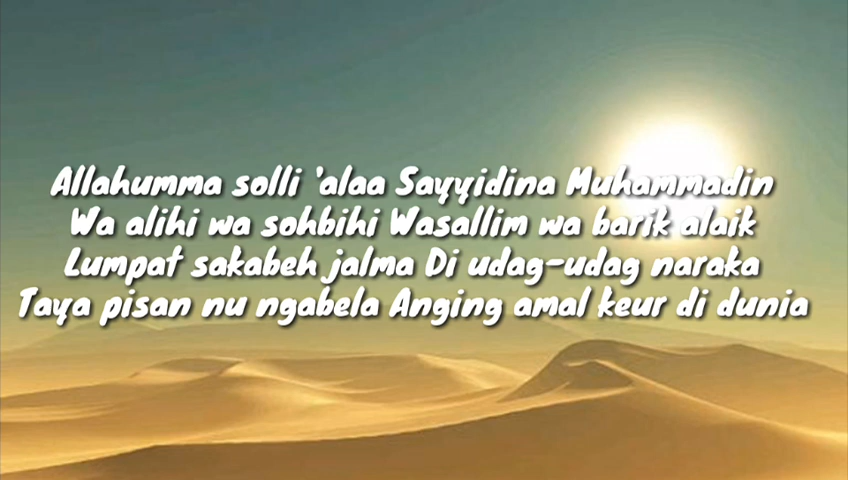 Allahumma solli 'alaa Sayyidina Muhammadin
Wa alihi wa sohbihi Wasallim wa barik alaik
Lumpat sakabeh jalma Di udag-udag naraka
Taya pisan nu ngabela Anging amal keur di dunia